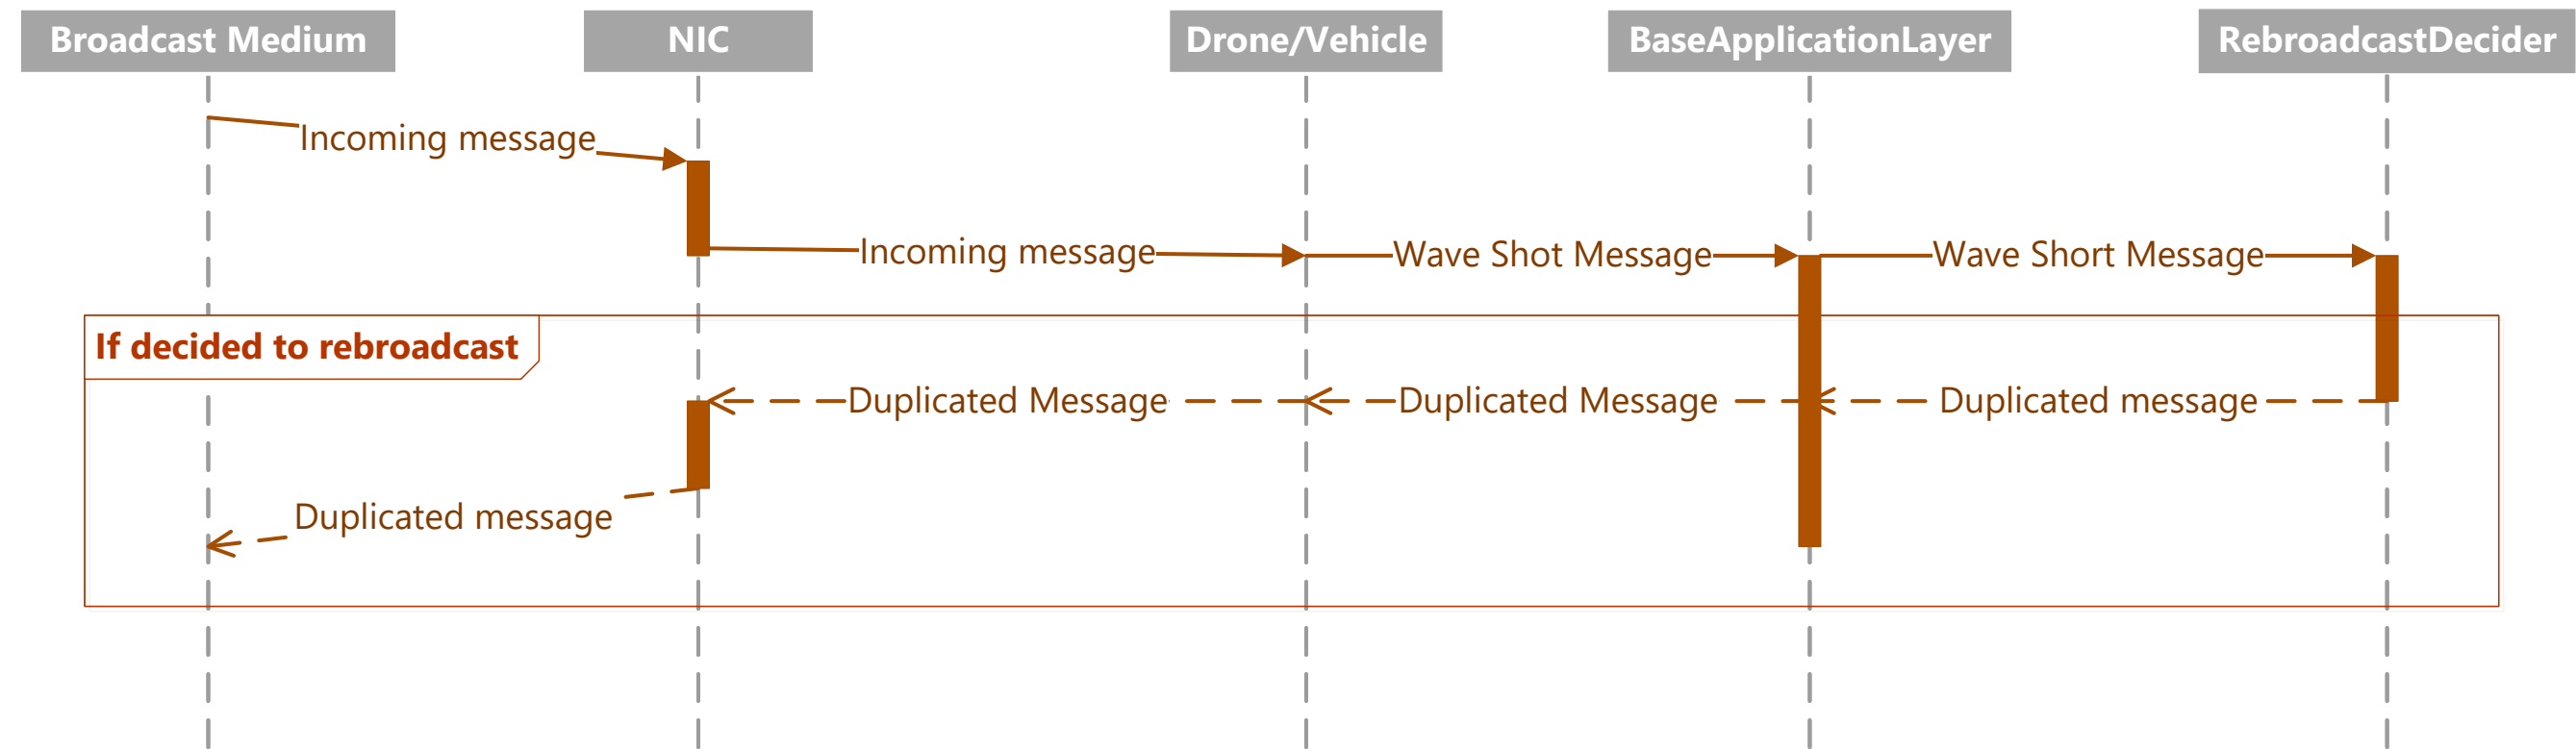 Broadcast Medium
NIC
Drone/Vehicle
BaseApplicationLayer
RebroadcastDecider
Incoming message
Incoming message
Wave Shot Message
Wave Short Message
If decided to rebroadcast
Duplicated Message
Duplicated Message
Duplicated message
Duplicated message